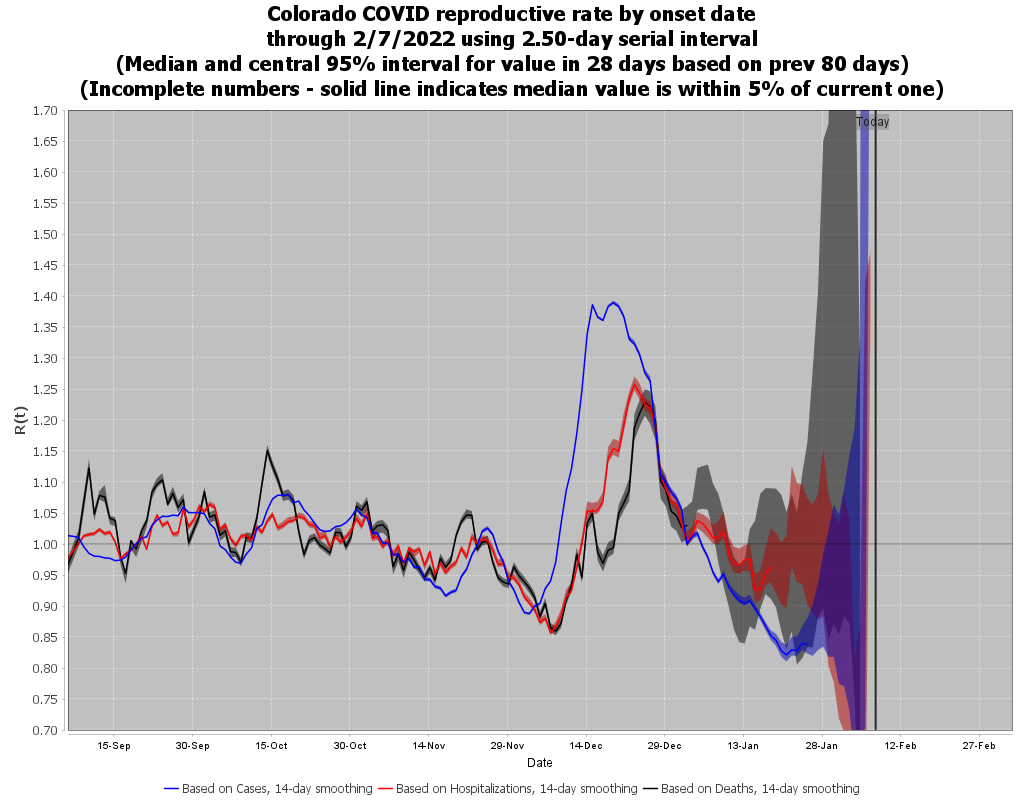 Colorado COVID reproductive rate by onset date
through 2/7/2022 using 2.50-day serial interval
(Median and central 95% interval for value in 28 days based on prev 80 days)
(Incomplete numbers - solid line indicates median value is within 5% of current one)
Today
1.70
1.65
1.60
1.55
1.50
1.45
1.40
1.35
1.30
1.25
1.20
1.15
1.10
1.05
1.00
0.95
0.90
0.85
0.80
0.75
0.70
R(t)
15-Sep 30-Sep 15-Oct 30-Oct 14-Nov 29-Nov 14-Dec 29-Dec 13-Jan 28-Jan 12-Feb 27-Feb
Date
Based on Cases, 14-day smoothing Based on Hospitalizations, 14-day smoothing Based on Deaths, 14-day smoothing